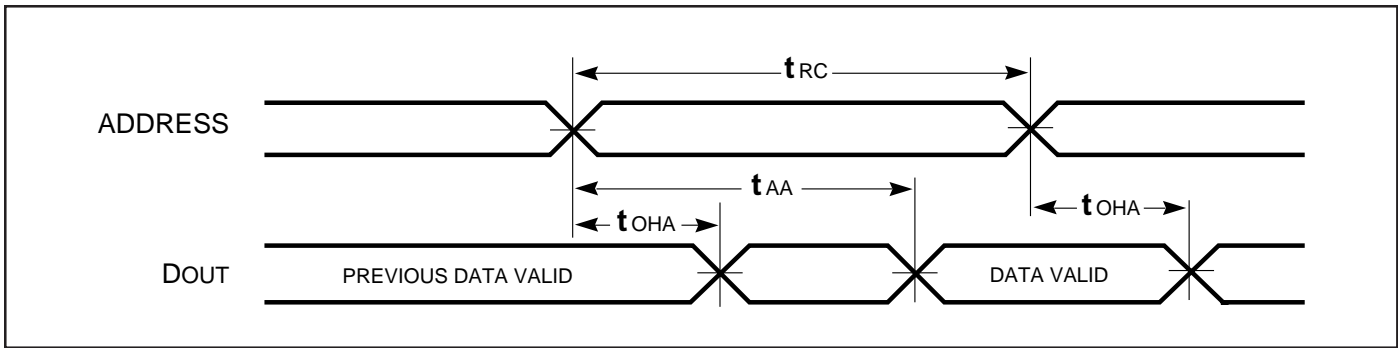 tRC
ADDRESS
tAA
tOHA
tOHA
DOUT
PREVIOUS DATA VALID
DATA VALID